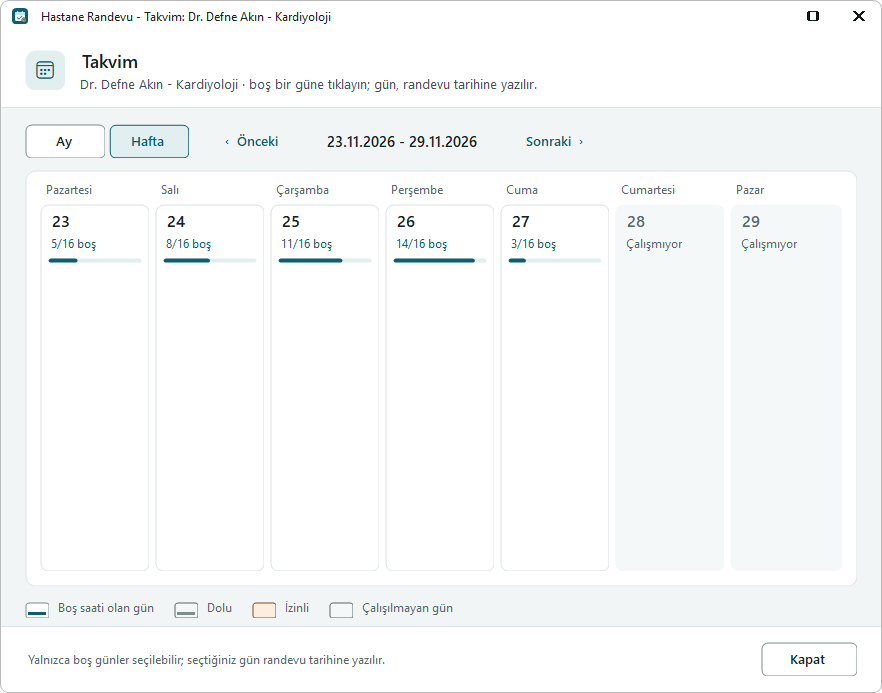 Hastane Randevu - Takvim: Dr. Defne Akın - Kardiyoloji
Takvim
Dr. Defne Akın - Kardiyoloji · boş bir güne tıklayın; gün, randevu tarihine yazılır.
Ay Hafta ‹ Önceki 23.11.2026 - 29.11.2026 Sonraki ›
Pazartesi Salı Çarşamba Perşembe Cuma Cumartesi Pazar
23 24 25 26 27 28 29
5/16 boş 8/16 boş 11/16 boş 14/16 boş 3/16 boş Çalışmıyor Çalışmıyor
Boş saati olan gün Dolu İzinli Çalışılmayan gün
Yalnızca boş günler seçilebilir; seçtiğiniz gün randevu tarihine yazılır.
Kapat